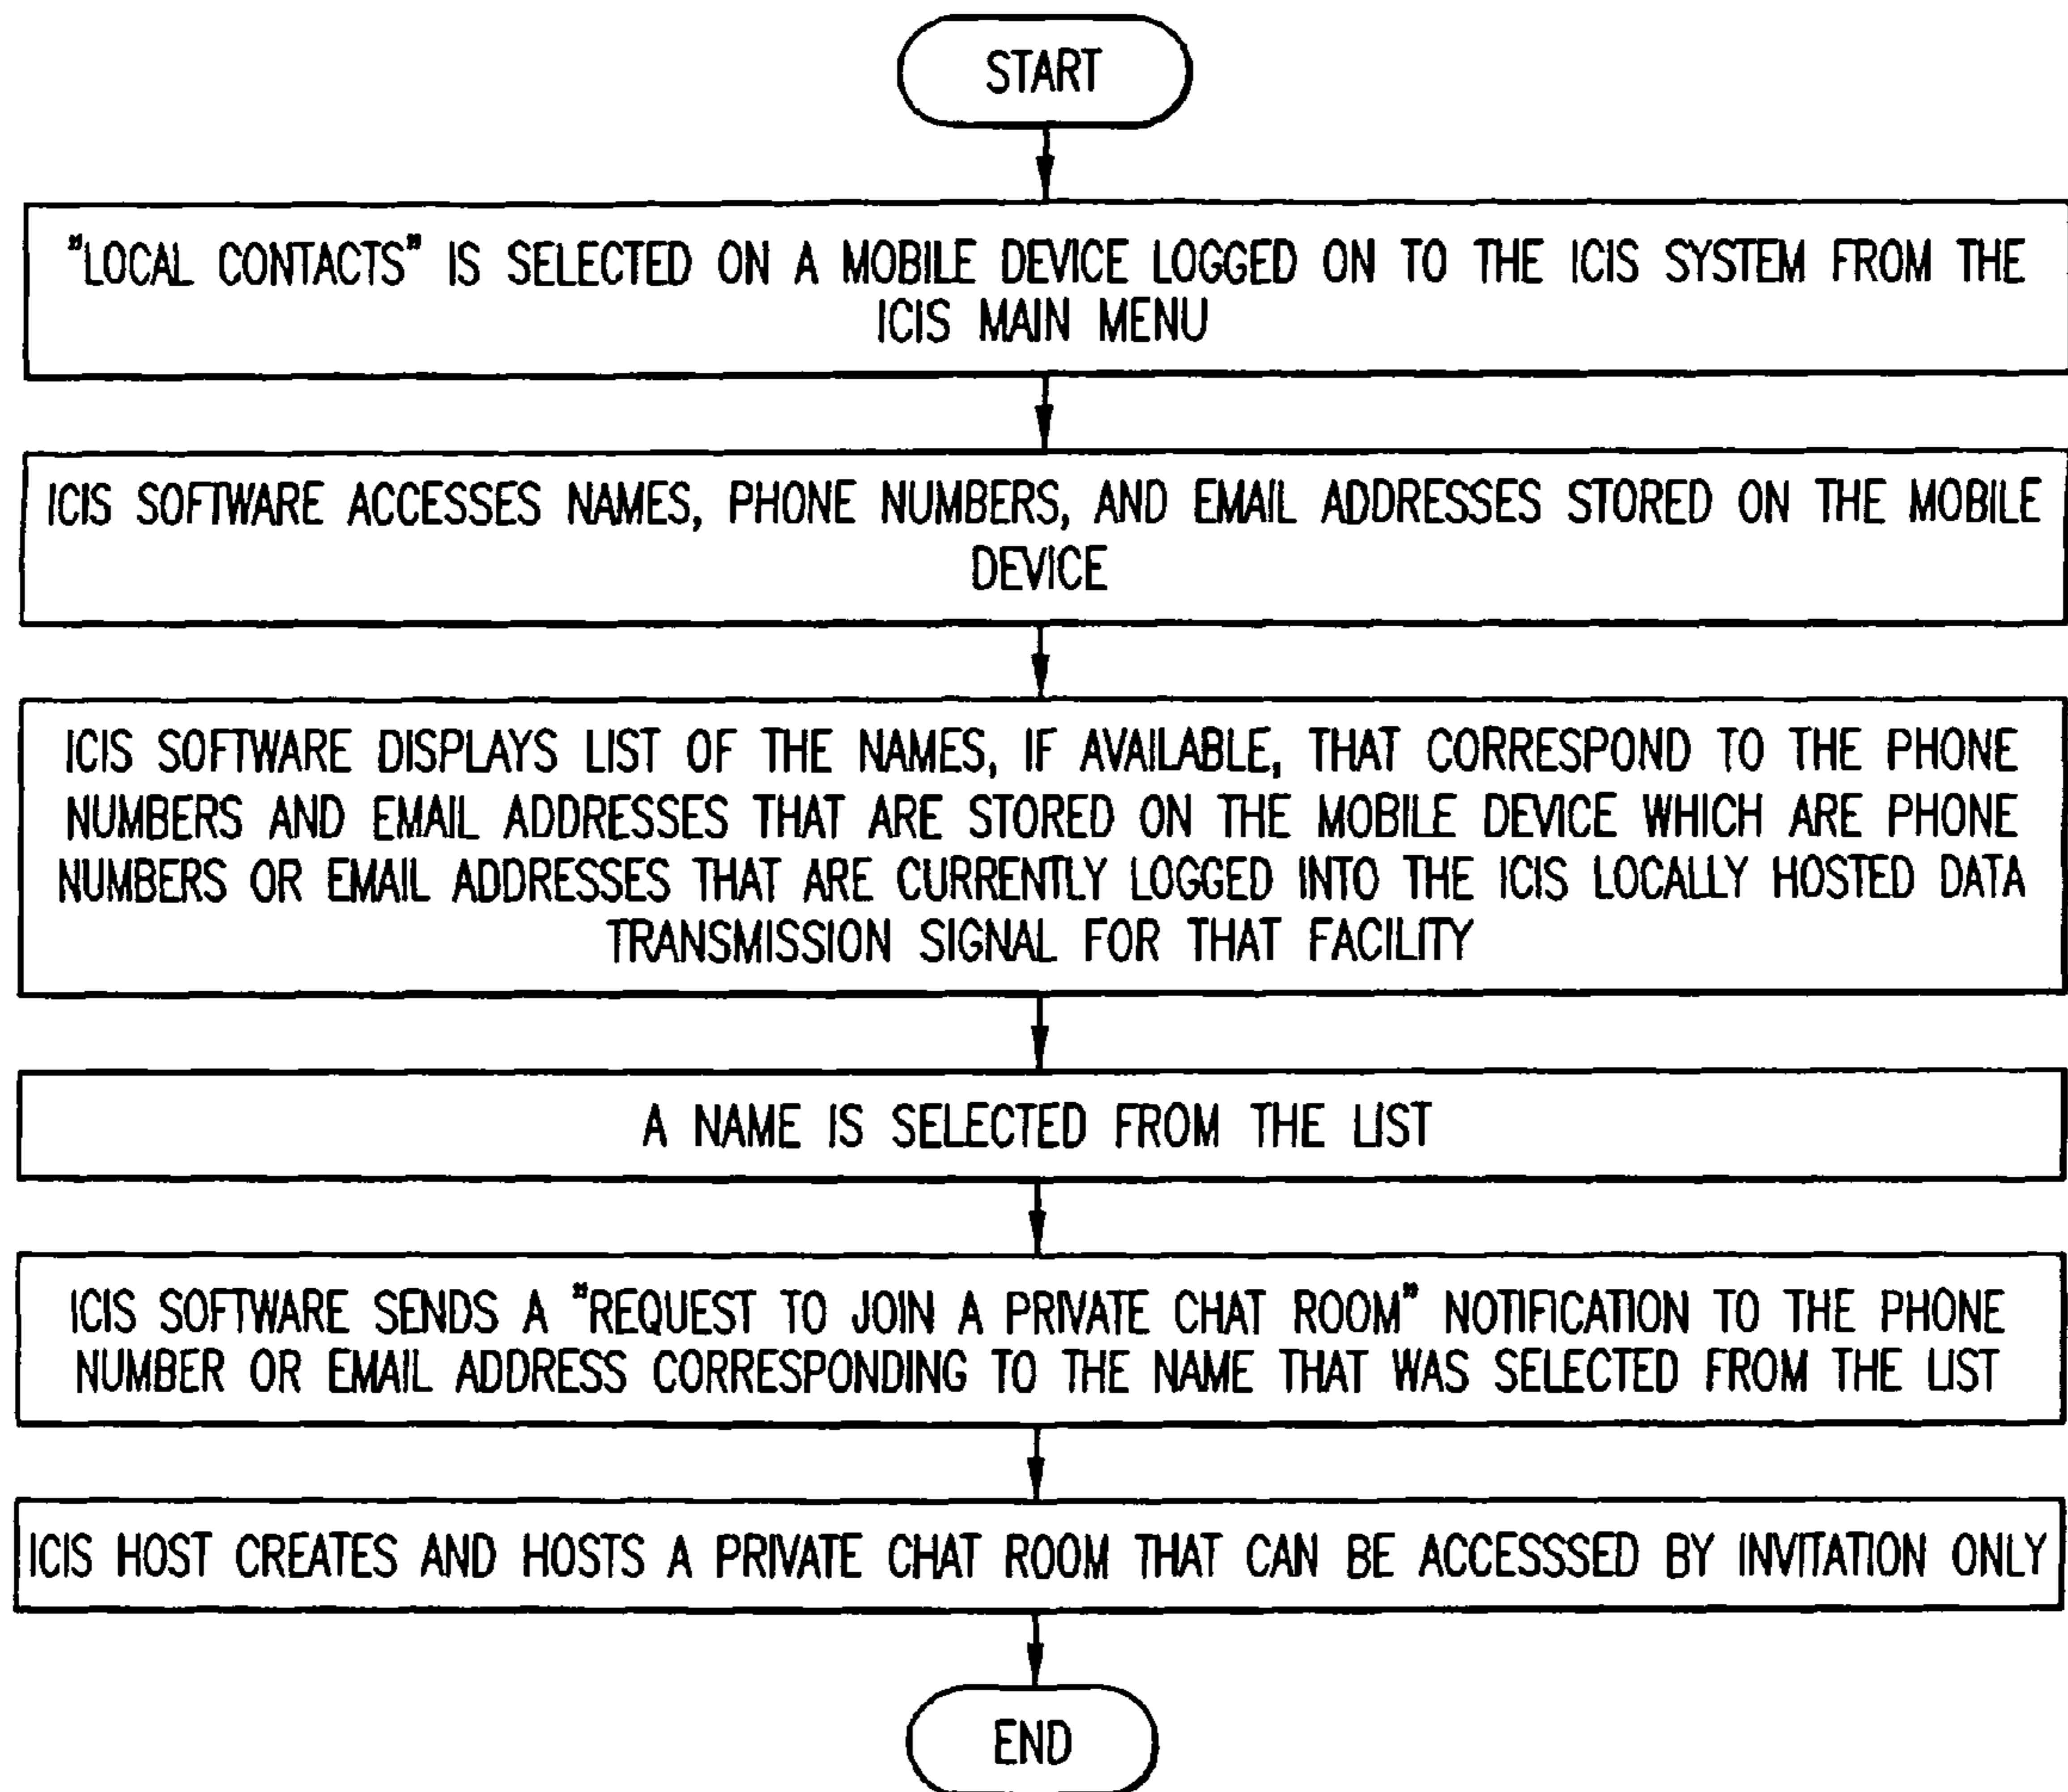 START
"LOCAL CONTACTS" IS SELECTED ON A MOBILE DEVICE LOGGED ON TO THE ICIS SYSTEM FROM THE
ICIS MAIN MENU
ICIS SOFTWARE ACCESSES NAMES, PHONE NUMBERS, AND EMAIL ADDRESSES STORED ON THE MOBILE
DEVICE
ICIS SOFTWARE DISPLAYS LIST OF THE NAMES, IF AVAILABLE, THAT CORRESPOND TO THE PHONE
NUMBERS AND EMAIL ADDRESSES THAT ARE STORED ON THE MOBILE DEVICE WHICH ARE PHONE
NUMBERS OR EMAIL ADDRESSES THAT ARE CURRENTLY LOGGED INTO THE ICIS LOCALLY HOSTED DATA
TRANSMISSION SIGNAL FOR THAT FACILITY
A NAME IS SELECTED FROM THE LIST
ICIS SOFTWARE SENDS A "REQUEST TO JOIN A PRIVATE CHAT ROOM" NOTIFICATION TO THE PHONE
NUMBER OR EMAIL ADDRESS CORRESPONDING TO THE NAME THAT WAS SELECTED FROM THE LIST
ICIS HOST CREATES AND HOSTS A PRIVATE CHAT ROOM THAT CAN BE ACCESSSED BY INVITATION ONLY
END